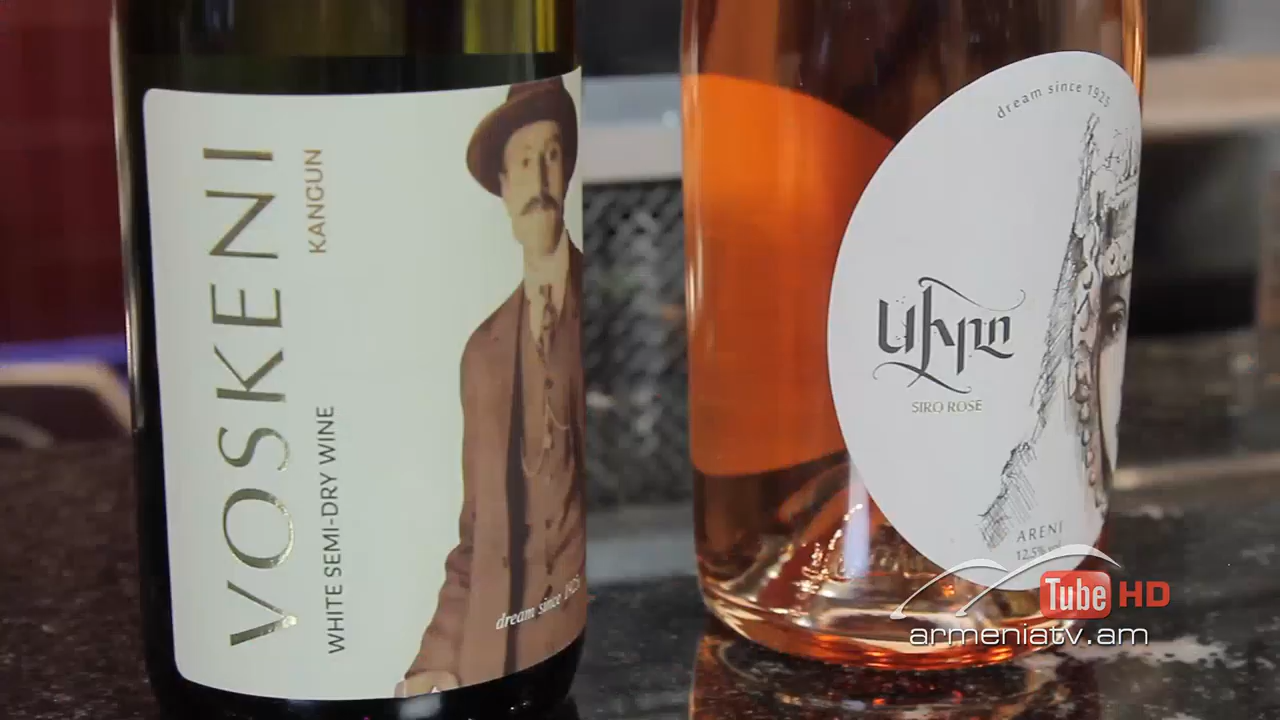 VOSKENI
KANGUN
WHITE SEMI-DRY WINE
dream since 1925
dream since 1925
Սիրո
SIRO ROSE
ARENI
12.5%
Tube HD
armeniatv.am